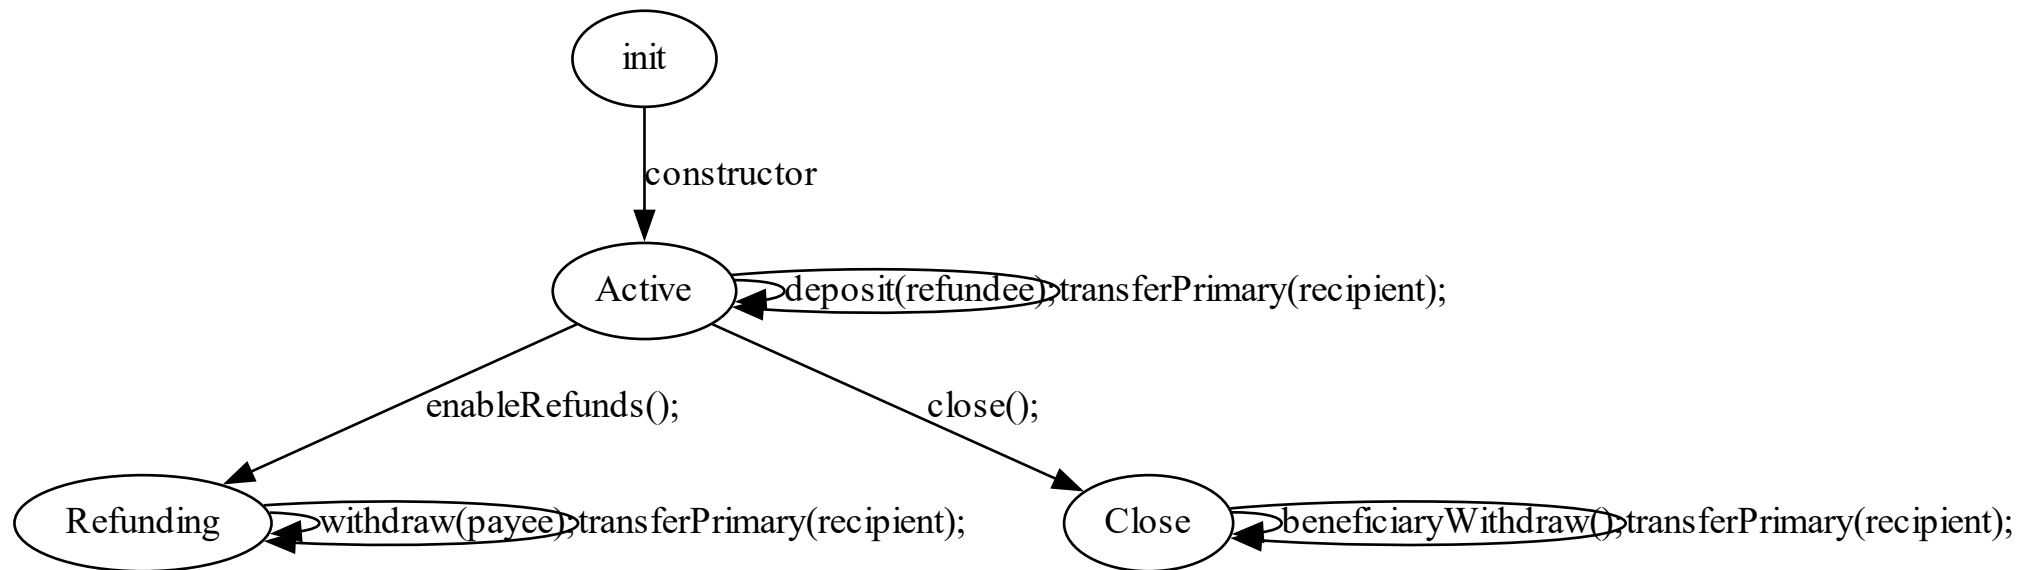 init
constructor
Active
deposit(refundee);
transferPrimary(recipient);
enableRefunds();
close();
Refunding
withdraw(payee);
transferPrimary(recipient);
Close
beneficiaryWithdraw();
transferPrimary(recipient);